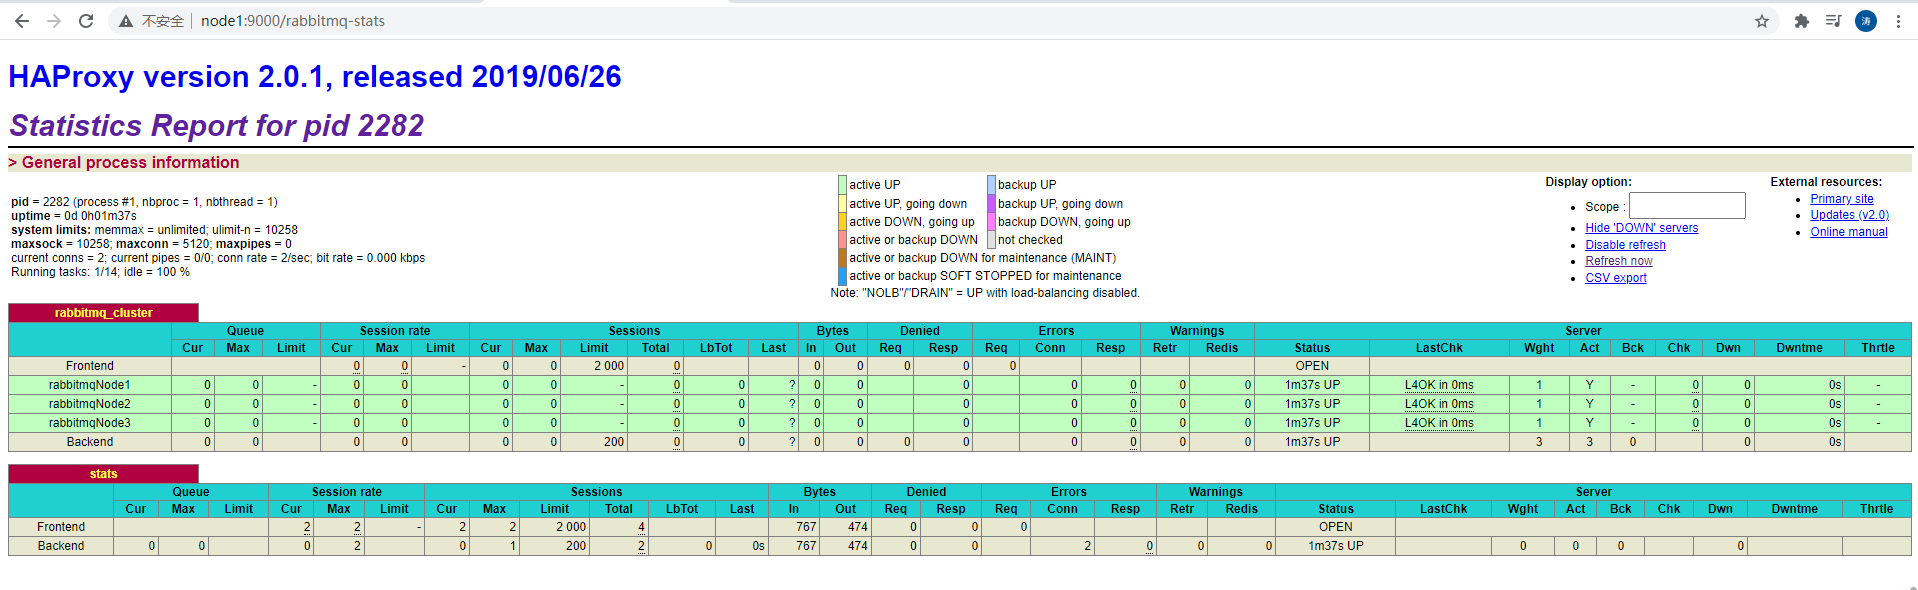 不安全 node1:9000/rabbitmq-stats 涛
HAProxy version 2.0.1, released 2019/06/26
Statistics Report for pid 2282
> General process information
pid = 2282 (process #1, nbproc = 1, nbthread = 1)
uptime = 0d 0h01m37s
system limits: memmax = unlimited; ulimit-n = 10258
maxsock = 10258; maxconn = 5120; maxpipes = 0
current conns = 2; current pipes = 0/0; conn rate = 2/sec; bit rate = 0.000 kbps
Running tasks: 1/14; idle = 100 %
active UP backup UP
active UP, going down backup UP, going down
active DOWN, going up backup DOWN, going up
active or backup DOWN not checked
active or backup DOWN for maintenance (MAINT)
active or backup SOFT STOPPED for maintenance
Note: "NOLB"/"DRAIN" = UP with load-balancing disabled.
Display option:
Scope :
Hide 'DOWN' servers
Disable refresh
Refresh now
CSV export
External resources:
Primary site
Updates (v2.0)
Online manual
rabbitmq_cluster
Queue Session rate Sessions Bytes Denied Errors Warnings Server
Cur Max Limit Cur Max Limit Cur Max Limit Total LbTot Last In Out Req Resp Req Conn Resp Retr Redis Status LastChk Wght Act Bck Chk Dwn Dwntme Thrtle
Frontend 0 0 - 0 0 2 000 0 0 0 0 0 0 OPEN
rabbitmqNode1 0 0 - 0 0 0 0 - 0 0 ? 0 0 0 0 0 0 0 1m37s UP L4OK in 0ms 1 Y - 0 0 0s -
rabbitmqNode2 0 0 - 0 0 0 0 - 0 0 ? 0 0 0 0 0 0 0 1m37s UP L4OK in 0ms 1 Y - 0 0 0s -
rabbitmqNode3 0 0 - 0 0 0 0 - 0 0 ? 0 0 0 0 0 0 0 1m37s UP L4OK in 0ms 1 Y - 0 0 0s -
Backend 0 0 0 0 0 0 200 0 0 ? 0 0 0 0 0 0 0 0 1m37s UP 3 3 0 0 0s
stats
Queue Session rate Sessions Bytes Denied Errors Warnings Server
Cur Max Limit Cur Max Limit Cur Max Limit Total LbTot Last In Out Req Resp Req Conn Resp Retr Redis Status LastChk Wght Act Bck Chk Dwn Dwntme Thrtle
Frontend 2 2 - 2 2 2 000 4 767 474 0 0 0 OPEN
Backend 0 0 0 2 0 1 200 2 0 0s 767 474 0 0 2 0 0 0 1m37s UP 0 0 0 0